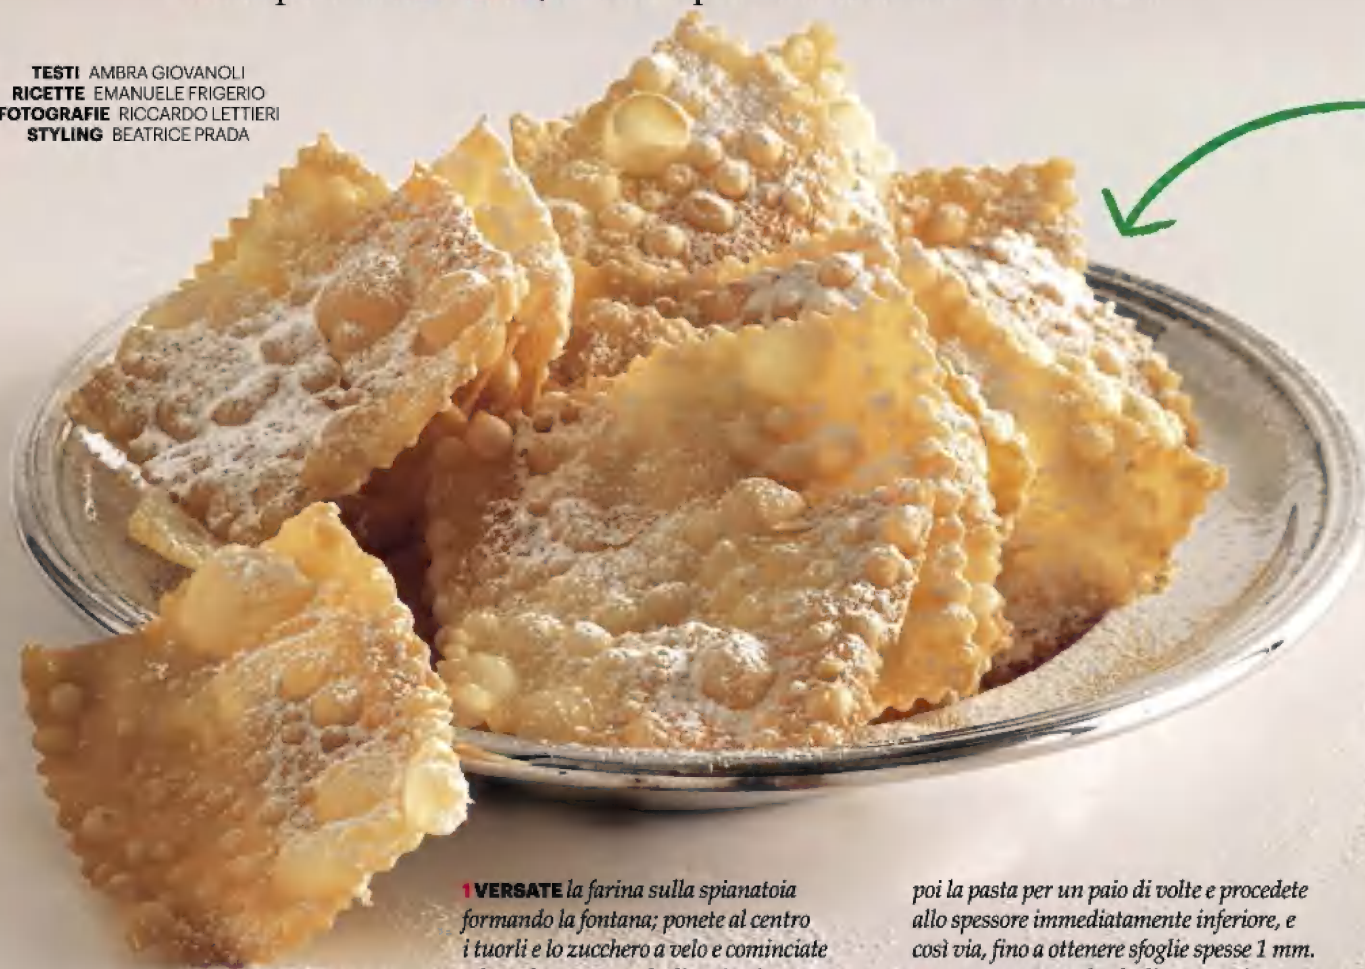 TESTI AMBRA GIOVANOLI
RICETTE EMANUELE FRIGERIO
FOTOGRAFIE RICCARDO LETTIERI
STYLING BEATRICE PRADA
1 VERSATE la farina sulla spianatoia
formando la fontana; ponete al centro
i tuorli e lo zucchero a velo e cominciate
poi la pasta per un paio di volte e procedete
allo spessore immediatamente inferiore, e
così via, fino a ottenere sfoglie spesse 1 mm.